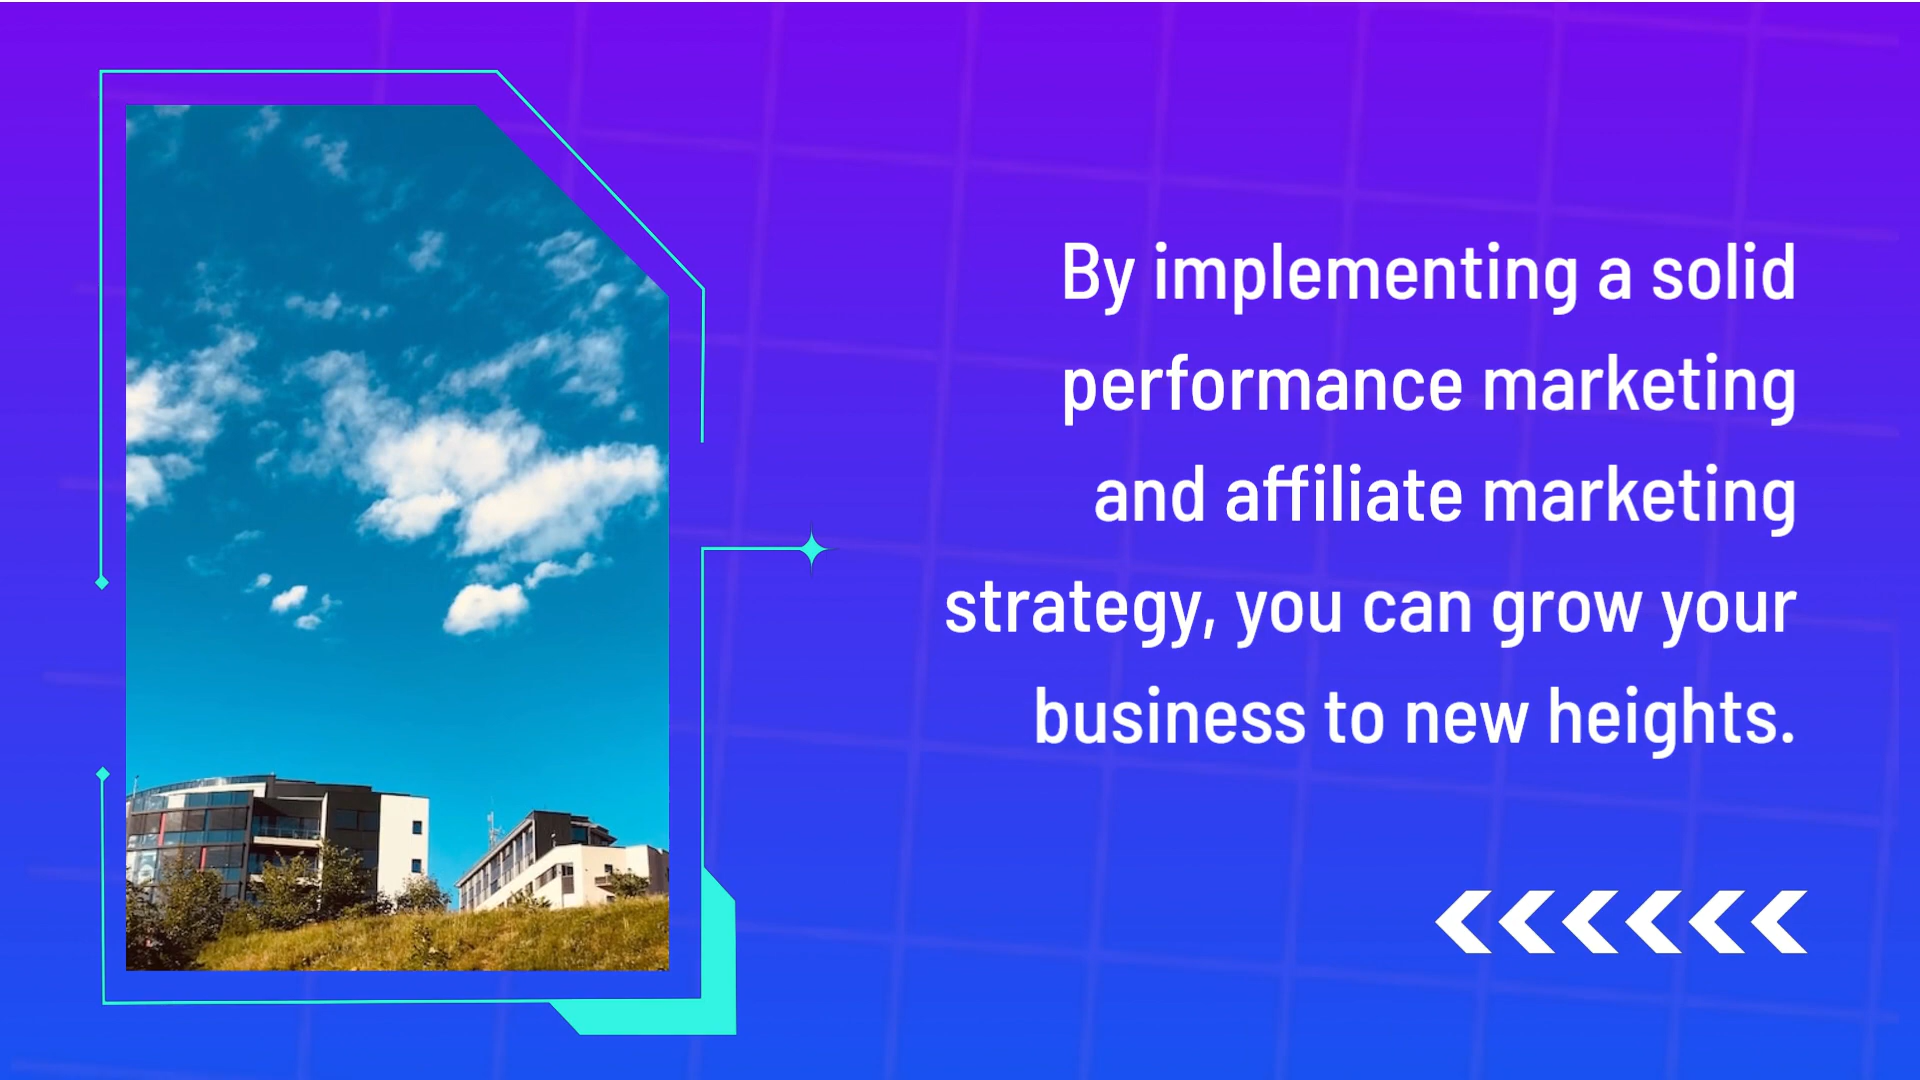 By implementing a solid
performance marketing
and affiliate marketing
strategy, you can grow your
business to new heights.